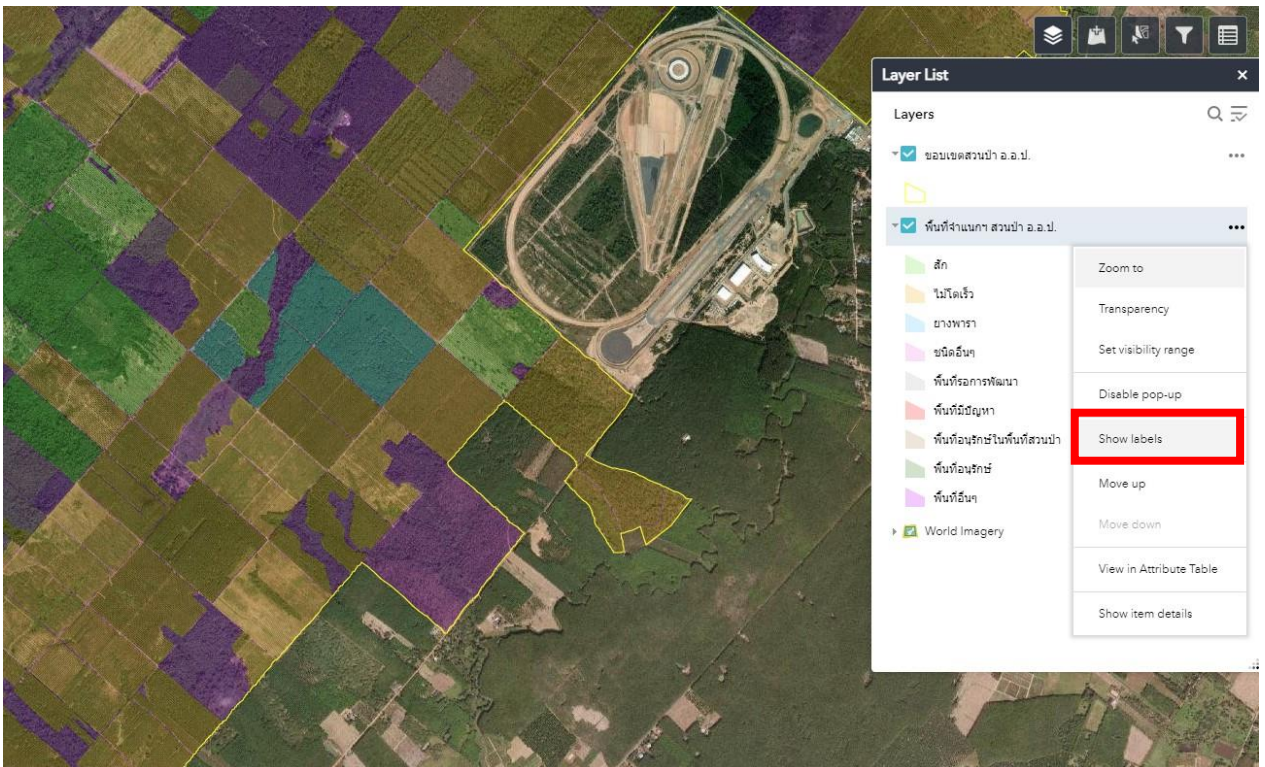 Layer List
Layers
ขอบเขตสวนป่า อ.อ.ป.
พื้นที่จำแนกฯ สวนป่า อ.อ.ป.
สัก
ไม้โตเร็ว
ยางพารา
ชนิดอื่นๆ
พื้นที่รอการพัฒนา
พื้นที่มีปัญหา
พื้นที่อนุรักษ์ในพื้นที่สวนป่า
พื้นที่อนุรักษ์
พื้นที่อื่นๆ
World Imagery
Zoom to
Transparency
Set visibility range
Disable pop-up
Show labels
Move up
Move down
View in Attribute Table
Show item details